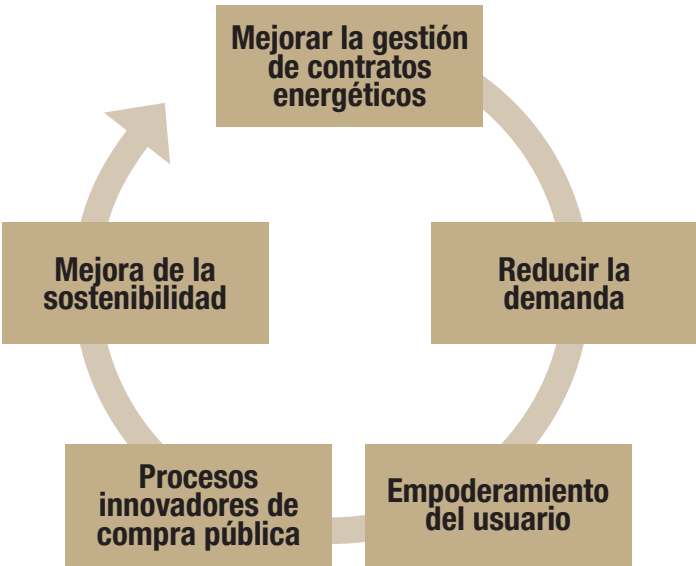 Mejorar la gestión
de contratos
energéticos
Reducir la
demanda
Empoderamiento
del usuario
Procesos
innovadores de
compra pública
Mejora de la
sostenibilidad